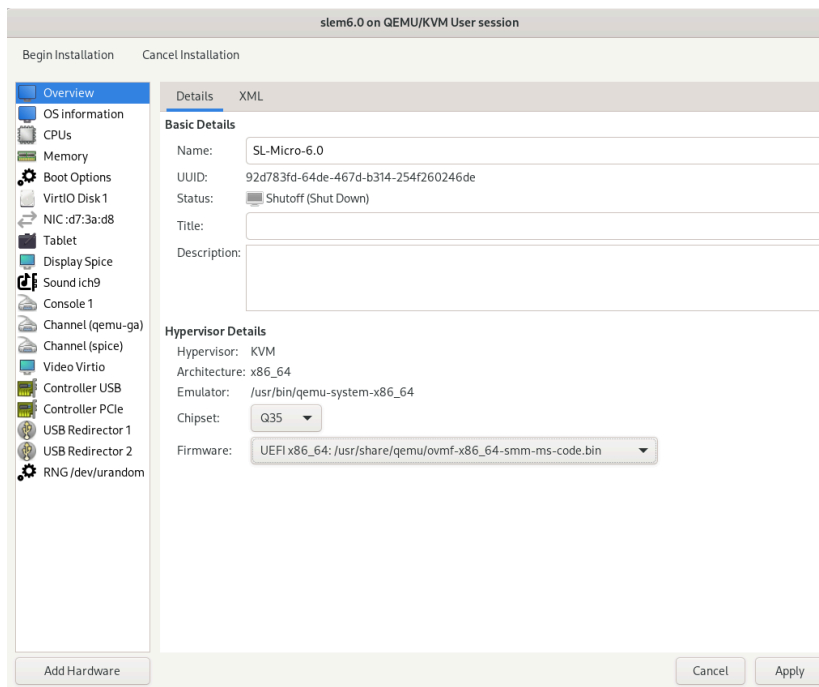 slem6.0 on QEMU/KVM User session
Begin Installation Cancel Installation
Overview
OS information
CPUs
Memory
Boot Options
VirtIO Disk 1
NIC :d7:3a:d8
Tablet
Display Spice
Sound ich9
Console 1
Channel (qemu-ga)
Channel (spice)
Video Virtio
Controller USB
Controller PCIe
USB Redirector 1
USB Redirector 2
RNG /dev/urandom
Add Hardware
Details XML
Basic Details
Name: SL-Micro-6.0
UUID: 92d783fd-64de-467d-b314-254f260246de
Status: Shutoff (Shut Down)
Title:
Description:
Hypervisor Details
Hypervisor: KVM
Architecture: x86_64
Emulator: /usr/bin/qemu-system-x86_64
Chipset: Q35
Firmware: UEFI x86_64: /usr/share/qemu/ovmf-x86_64-smm-ms-code.bin
Cancel Apply